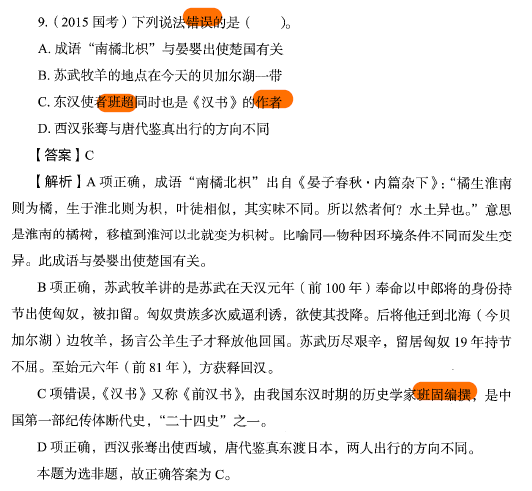 9.（2015 国考）下列说法错误的是（　　）。
A. 成语“南橘北枳”与晏婴出使楚国有关
B. 苏武牧羊的地点在今天的贝加尔湖一带
C. 东汉使者班超同时也是《汉书》的作者
D. 西汉张骞与唐代鉴真出行的方向不同
【答案】C
【解析】A 项正确，成语“南橘北枳”出自《晏子春秋·内篇杂下》：“橘生淮南
则为橘，生于淮北则为枳，叶徒相似，其实味不同。所以然者何？水土异也。”意思
是淮南的橘树，移植到淮河以北就变为枳树。比喻同一物种因环境条件不同而发生变
异。此成语与晏婴出使楚国有关。
B 项正确，苏武牧羊讲的是苏武在天汉元年（前 100 年）奉命以中郎将的身份持
节出使匈奴，被扣留。匈奴贵族多次威逼利诱，欲使其投降。后将他迁到北海（今贝
加尔湖）边牧羊，扬言公羊生子才释放他回国。苏武历尽艰辛，留居匈奴 19 年持节
不屈。至始元六年（前 81 年），方获释回汉。
C 项错误，《汉书》又称《前汉书》，由我国东汉时期的历史学家班固编撰，是中
国第一部纪传体断代史，“二十四史”之一。
D 项正确，西汉张骞出使西域，唐代鉴真东渡日本，两人出行的方向不同。
本题为选非题，故正确答案为 C。